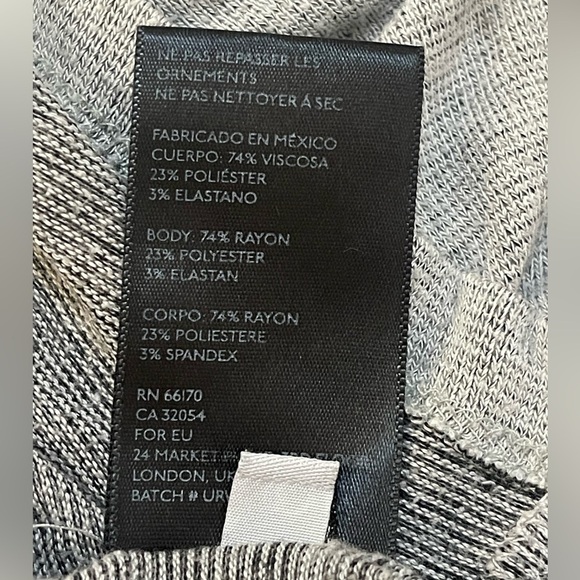 NE PAS REPASSER LES
ORNEMENTS
NE PAS NETTOYER À SEC
FABRICADO EN MÉXICO
CUERPO: 74% VISCOSA
23% POLIÉSTER
3% ELASTANO
BODY: 74% RAYON
23% POLYESTER
3% ELASTAN
CORPO: 74% RAYON
23% POLIESTERE
3% SPANDEX
RN 66170
CA 32054
FOR EU
24 MARKET
LONDON,
BATCH #